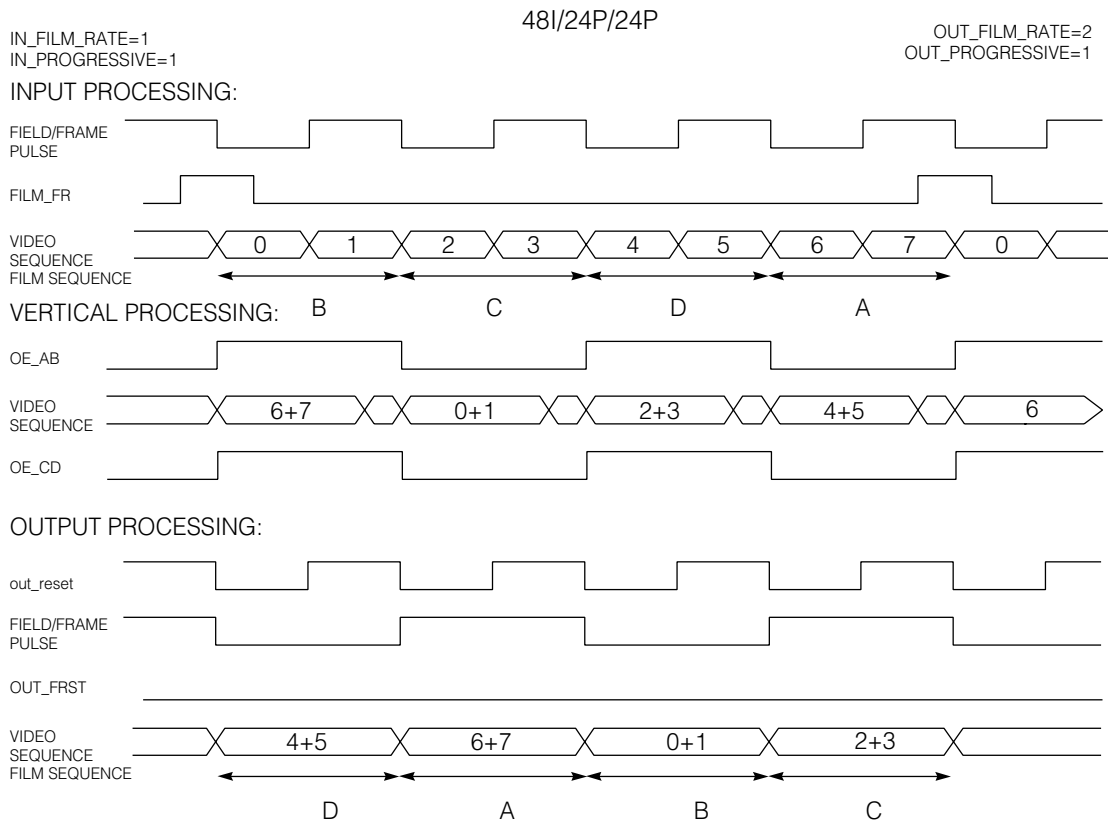 48I/24P/24P
IN_FILM_RATE=1
IN_PROGRESSIVE=1
OUT_FILM_RATE=2
OUT_PROGRESSIVE=1
INPUT PROCESSING:
FIELD/FRAME
PULSE
FILM_FR
VIDEO
SEQUENCE
0 1 2 3 4 5 6 7 0
FILM SEQUENCE
B C D A
VERTICAL PROCESSING:
OE_AB
VIDEO
SEQUENCE
6+7 0+1 2+3 4+5 6
OE_CD
OUTPUT PROCESSING:
out_reset
FIELD/FRAME
PULSE
OUT_FRST
VIDEO
SEQUENCE
4+5 6+7 0+1 2+3
FILM SEQUENCE
D A B C